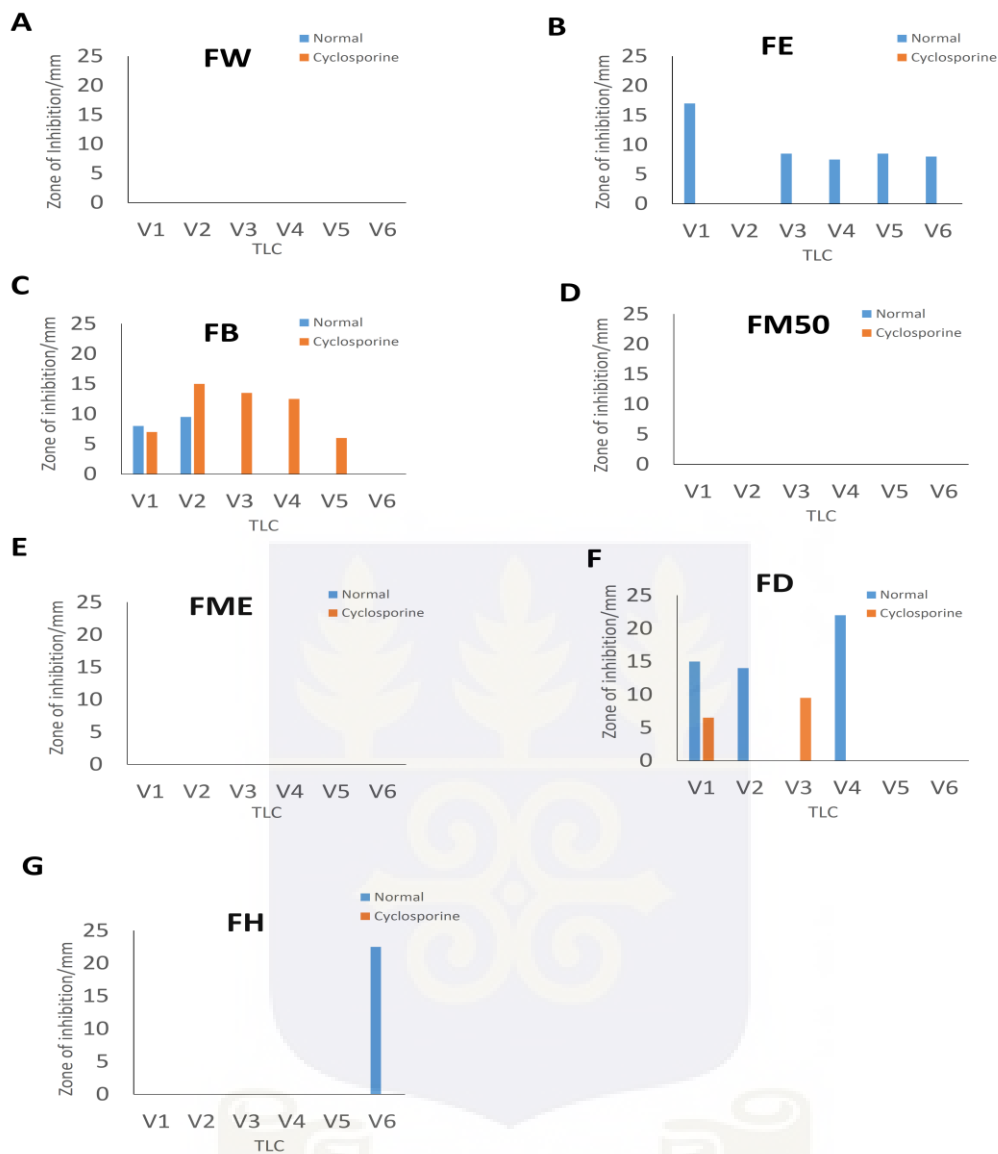 A
FW
Normal
Cyclosporine
Zone of Inhibition/mm
25
20
15
10
5
0
V1 V2 V3 V4 V5 V6
TLC
B
FE
Normal
Cyclosporine
Zone of inhibition/mm
25
20
15
10
5
0
V1 V2 V3 V4 V5 V6
TLC
C
FB
Normal
Cyclosporine
Zone of inhibition/mm
25
20
15
10
5
0
V1 V2 V3 V4 V5 V6
TLC
D
FM50
Normal
Cyclosporine
Zone of inhibition/mm
25
20
15
10
5
0
V1 V2 V3 V4 V5 V6
TLC
E
FME
Normal
Cyclosporine
Zone of inhibition/mm
25
20
15
10
5
0
V1 V2 V3 V4 V5 V6
TLC
F
FD
Normal
Cyclosporine
Zone of inhibition/mm
25
20
15
10
5
0
V1 V2 V3 V4 V5 V6
TLC
G
FH
Normal
Cyclosporine
Zone of inhibition/mm
25
20
15
10
5
0
V1 V2 V3 V4 V5 V6
TLC